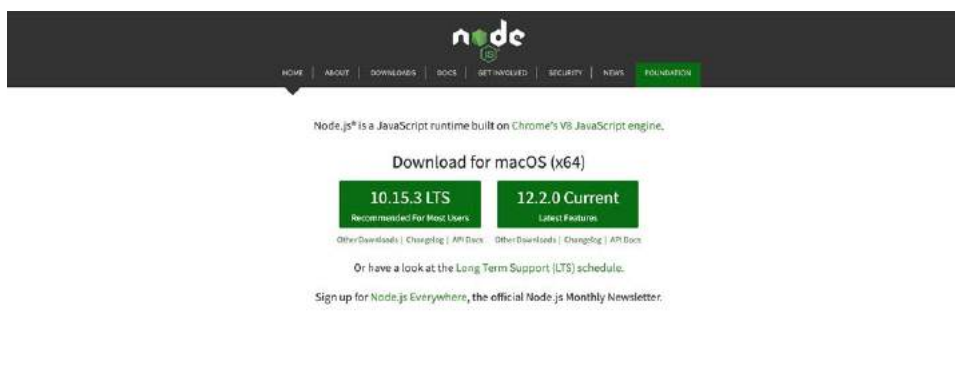 node
JS
HOME | ABOUT | DOWNLOADS | DOCS | GET INVOLVED | SECURITY | NEWS FOUNDATION
Node.js® is a JavaScript runtime built on Chrome's V8 JavaScript engine.
Download for macOS (x64)
10.15.3 LTS 12.2.0 Current
Recommended For Most Users Latest Features
Other Downloads | Changelog | API Docs Other Downloads | Changelog | API Docs
Or have a look at the Long Term Support (LTS) schedule.
Sign up for Node.js Everywhere, the official Node.js Monthly Newsletter.